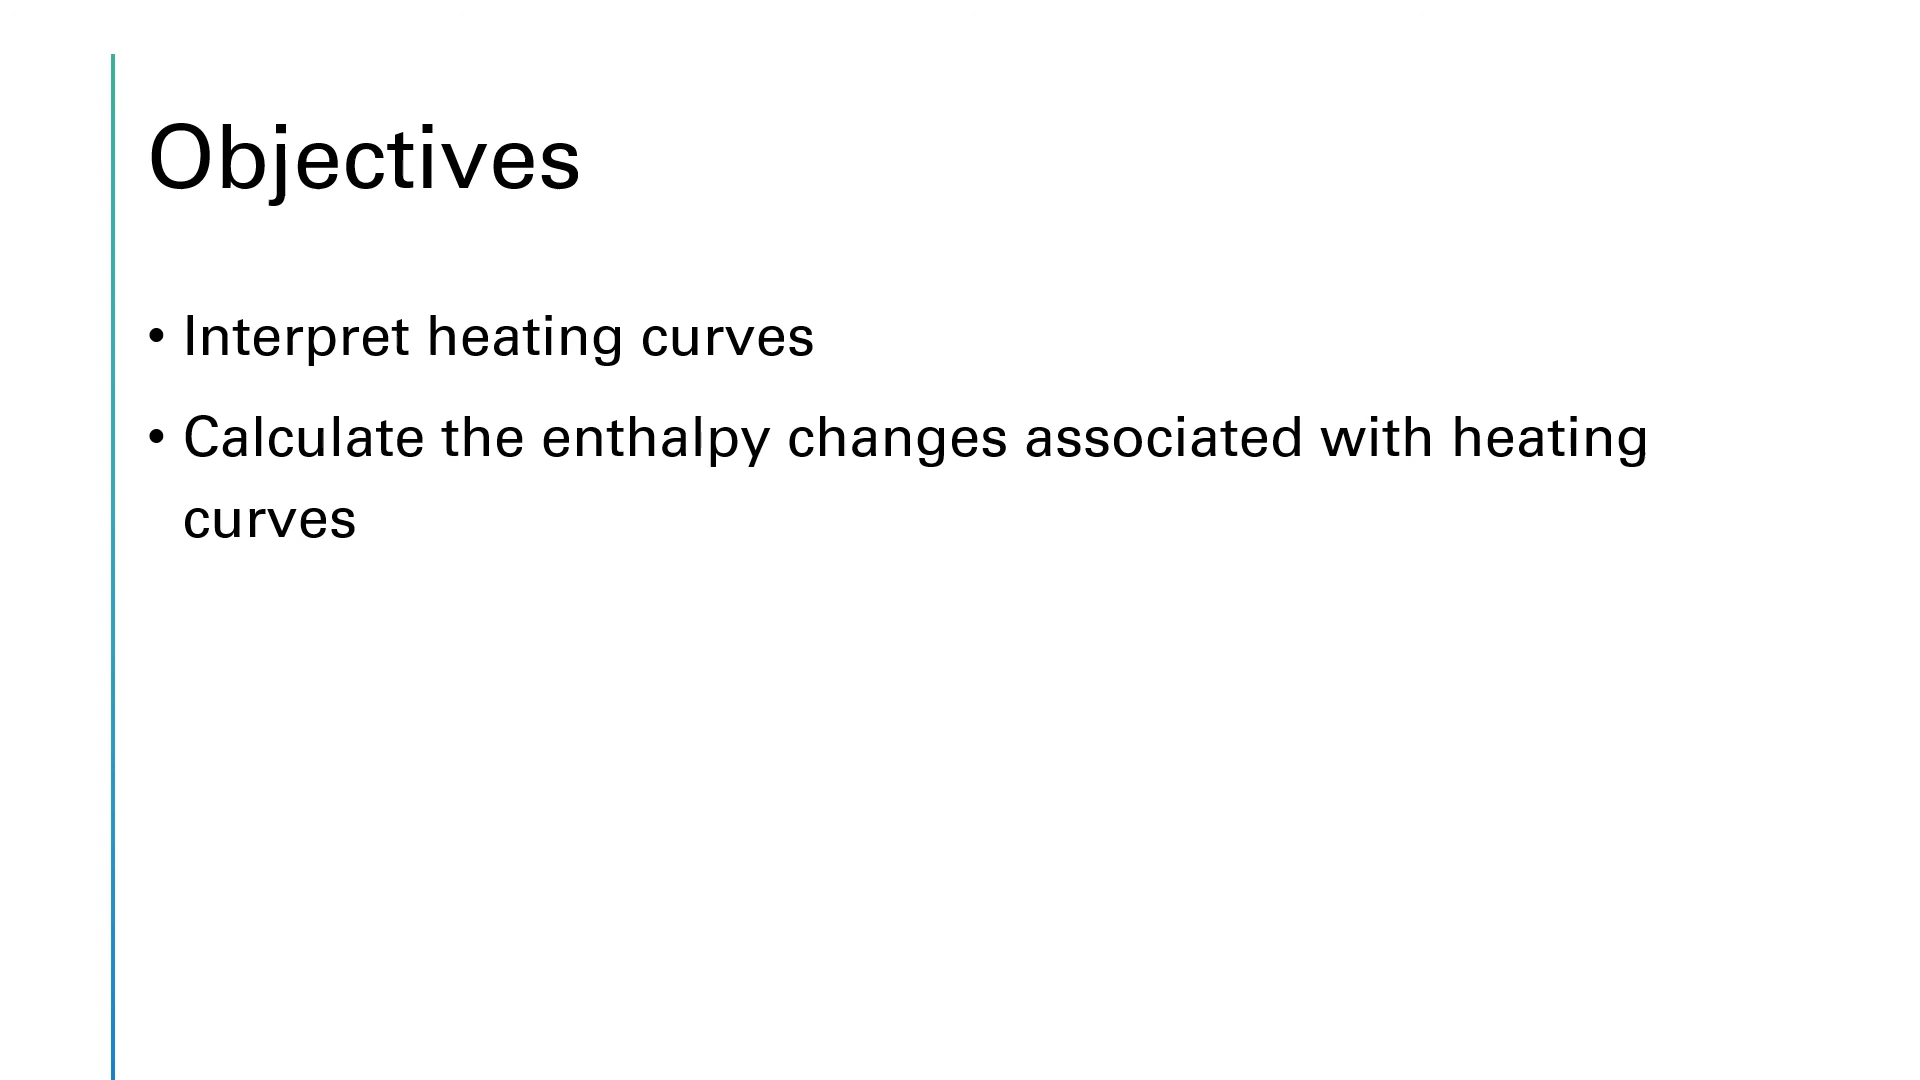 Objectives
• Interpret heating curves
• Calculate the enthalpy changes associated with heating
curves